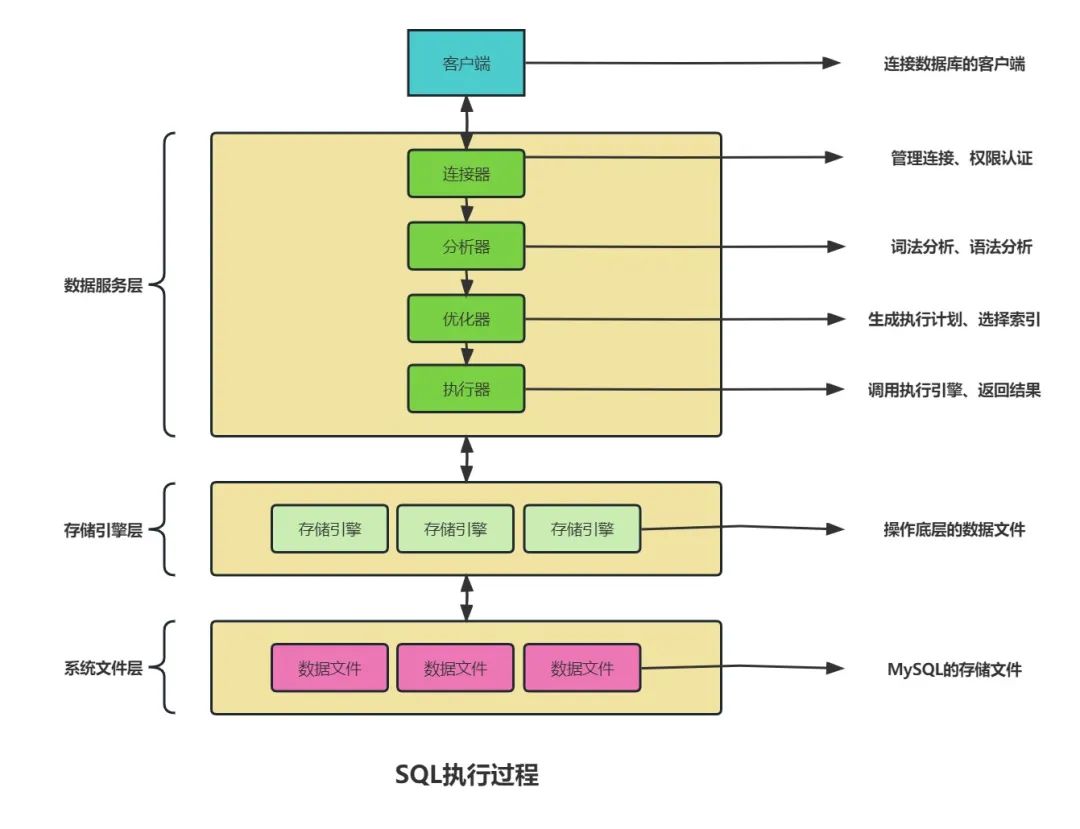 客户端
连接数据库的客户端
连接器
管理连接、权限认证
分析器
词法分析、语法分析
数据服务层
优化器
生成执行计划、选择索引
执行器
调用执行引擎、返回结果
存储引擎层
存储引擎
存储引擎
存储引擎
操作底层的数据文件
系统文件层
数据文件
数据文件
数据文件
MySQL的存储文件
SQL执行过程